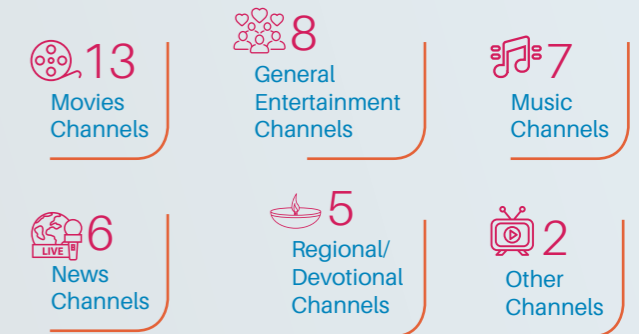 13
Movies
Channels
8
General
Entertainment
Channels
7
Music
Channels
LIVE
6
News
Channels
5
Regional/
Devotional
Channels
2
Other
Channels